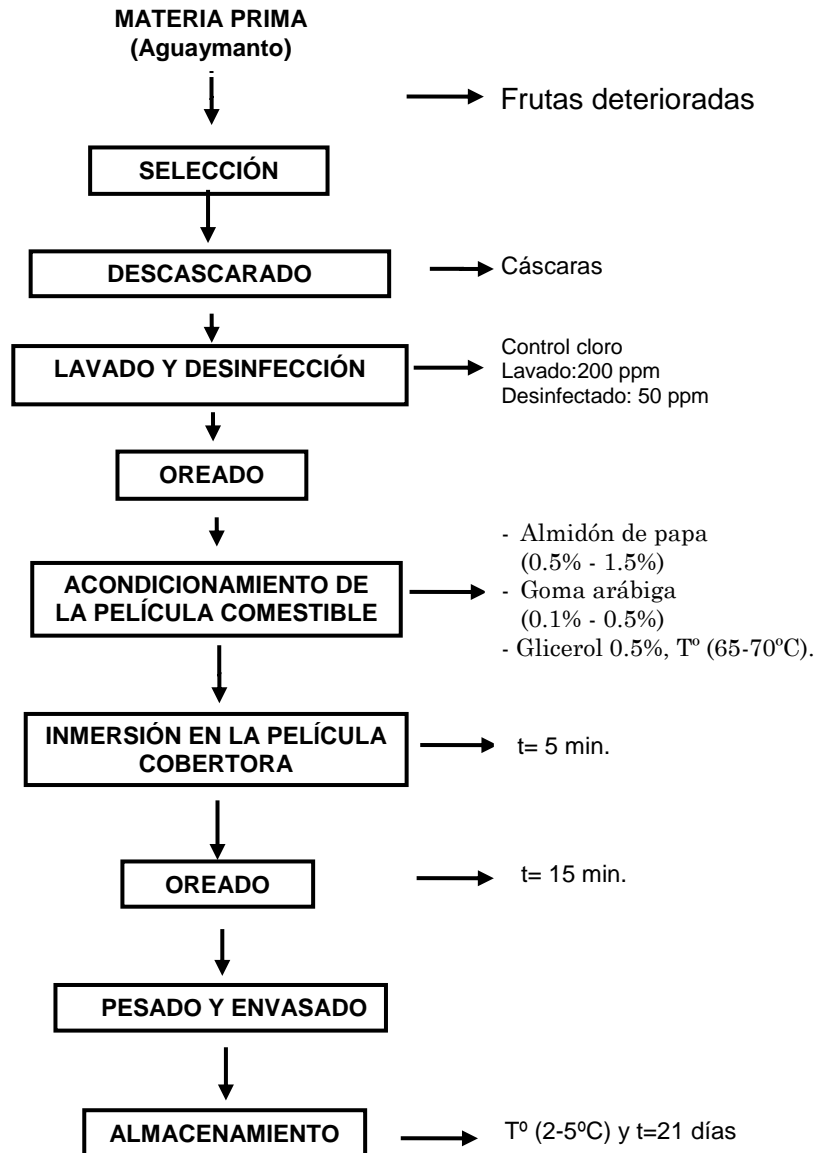 MATERIA PRIMA
(Aguaymanto)
Frutas deterioradas
SELECCIÓN
DESCASCARADO
Cáscaras
LAVADO Y DESINFECCIÓN
Control cloro
Lavado:200 ppm
Desinfectado: 50 ppm
OREADO
ACONDICIONAMIENTO DE
LA PELÍCULA COMESTIBLE
- Almidón de papa
(0.5% - 1.5%)
- Goma arábiga
(0.1% - 0.5%)
- Glicerol 0.5%, Tº (65-70ºC).
INMERSIÓN EN LA PELÍCULA
COBERTORA
t= 5 min.
OREADO
t= 15 min.
PESADO Y ENVASADO
ALMACENAMIENTO
Tº (2-5ºC) y t=21 días